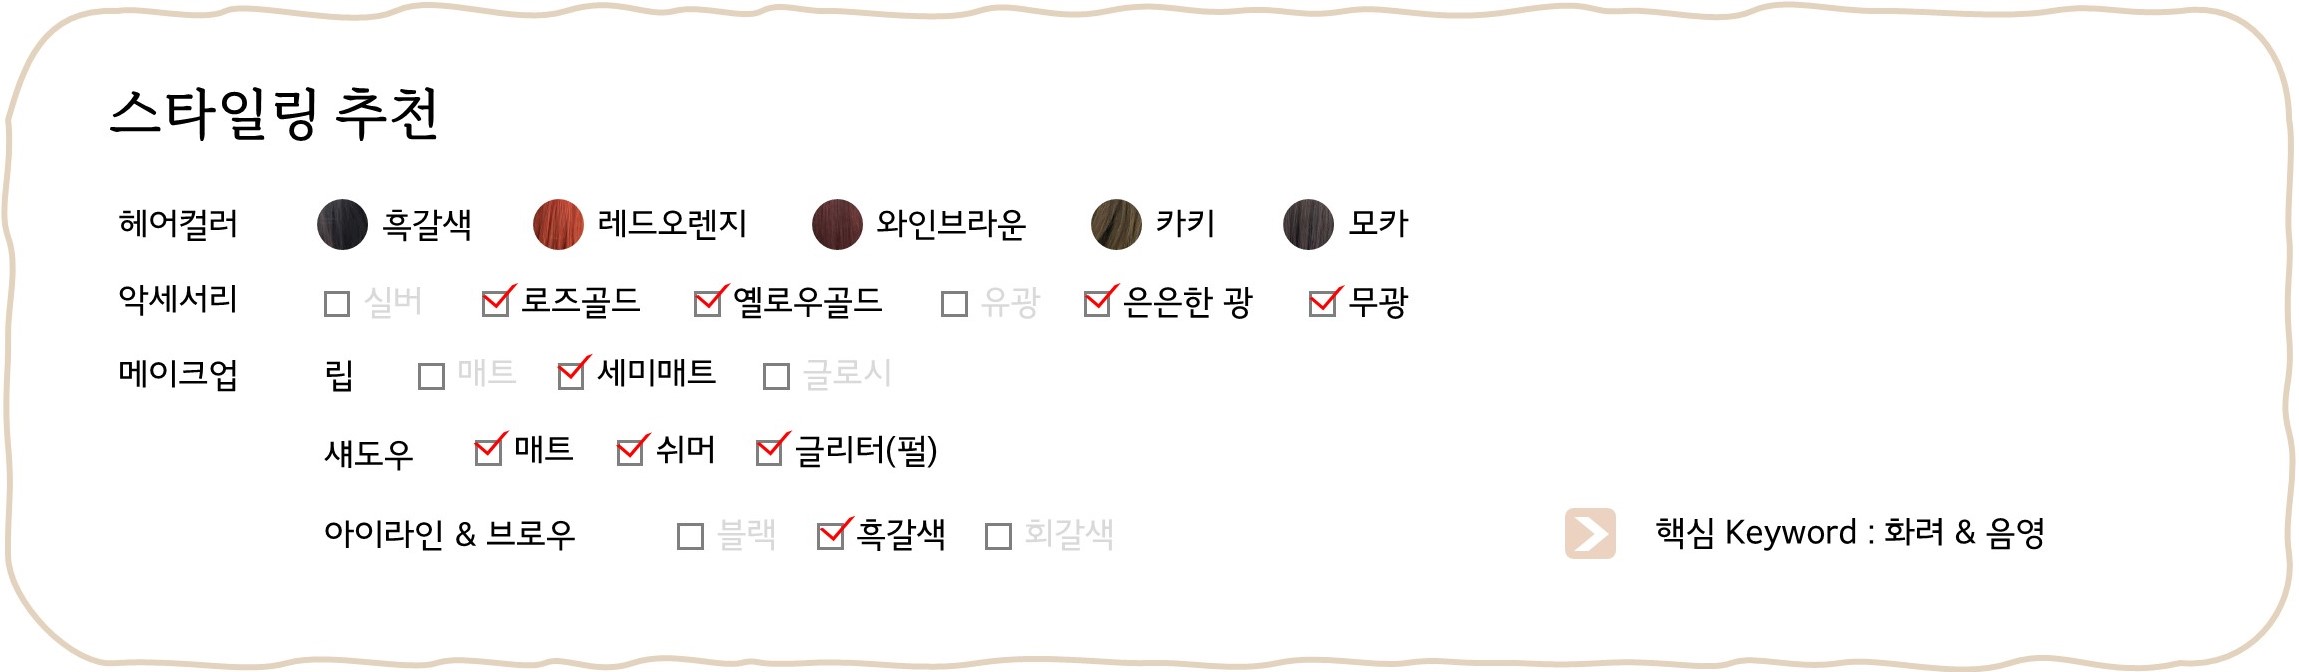 스타일링 추천
헤어컬러 흑갈색 레드오렌지 와인브라운 카키 모카
악세서리 실버 로즈골드 옐로우골드 유광 은은한 광 무광
메이크업 립 매트 세미매트 글로시
섀도우 매트 쉬머 글리터(펄)
아이라인 & 브로우 블랙 흑갈색 회갈색
핵심 Keyword : 화려 & 음영